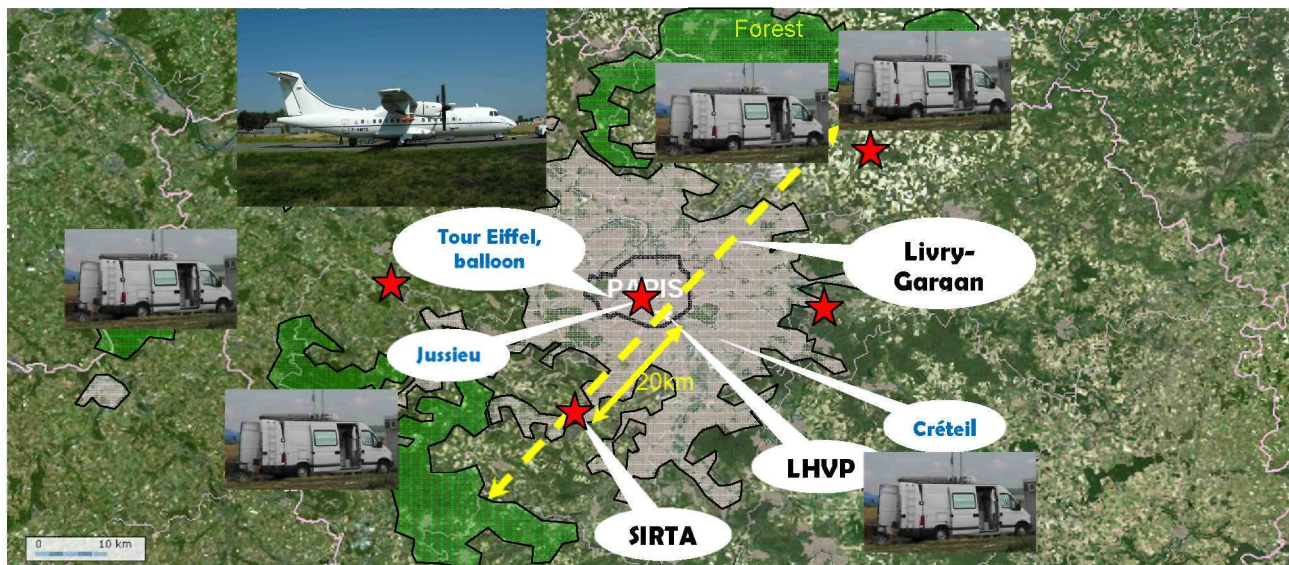 Forest
Tour Eiffel,
balloon
Livry-
Gargan
PARIS
Jussieu
20km
Créteil
LHVP
SIRTA
0 10 km